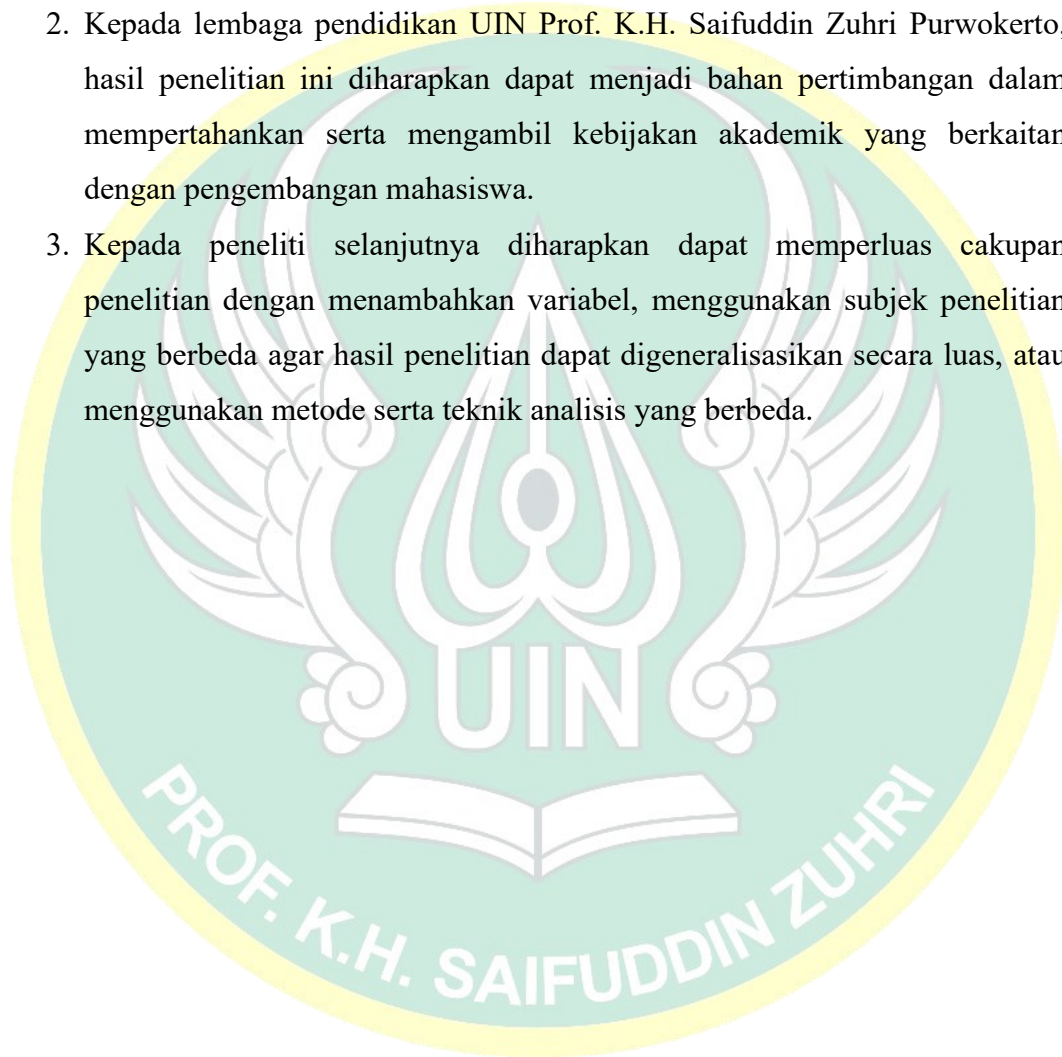 2. Kepada lembaga pendidikan UIN Prof. K.H. Saifuddin Zuhri Purwokerto,
hasil penelitian ini diharapkan dapat menjadi bahan pertimbangan dalam
mempertahankan serta mengambil kebijakan akademik yang berkaitan
dengan pengembangan mahasiswa.
3. Kepada peneliti selanjutnya diharapkan dapat memperluas cakupan
penelitian dengan menambahkan variabel, menggunakan subjek penelitian
yang berbeda agar hasil penelitian dapat digeneralisasikan secara luas, atau
menggunakan metode serta teknik analisis yang berbeda.
UIN
PROF. K.H. SAIFUDDIN ZUHRI